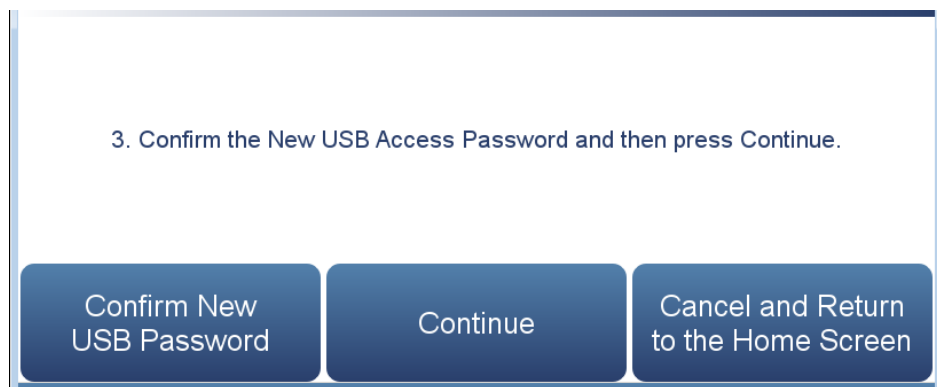 3. Confirm the New USB Access Password and then press Continue.
Confirm New
USB Password
Continue
Cancel and Return
to the Home Screen